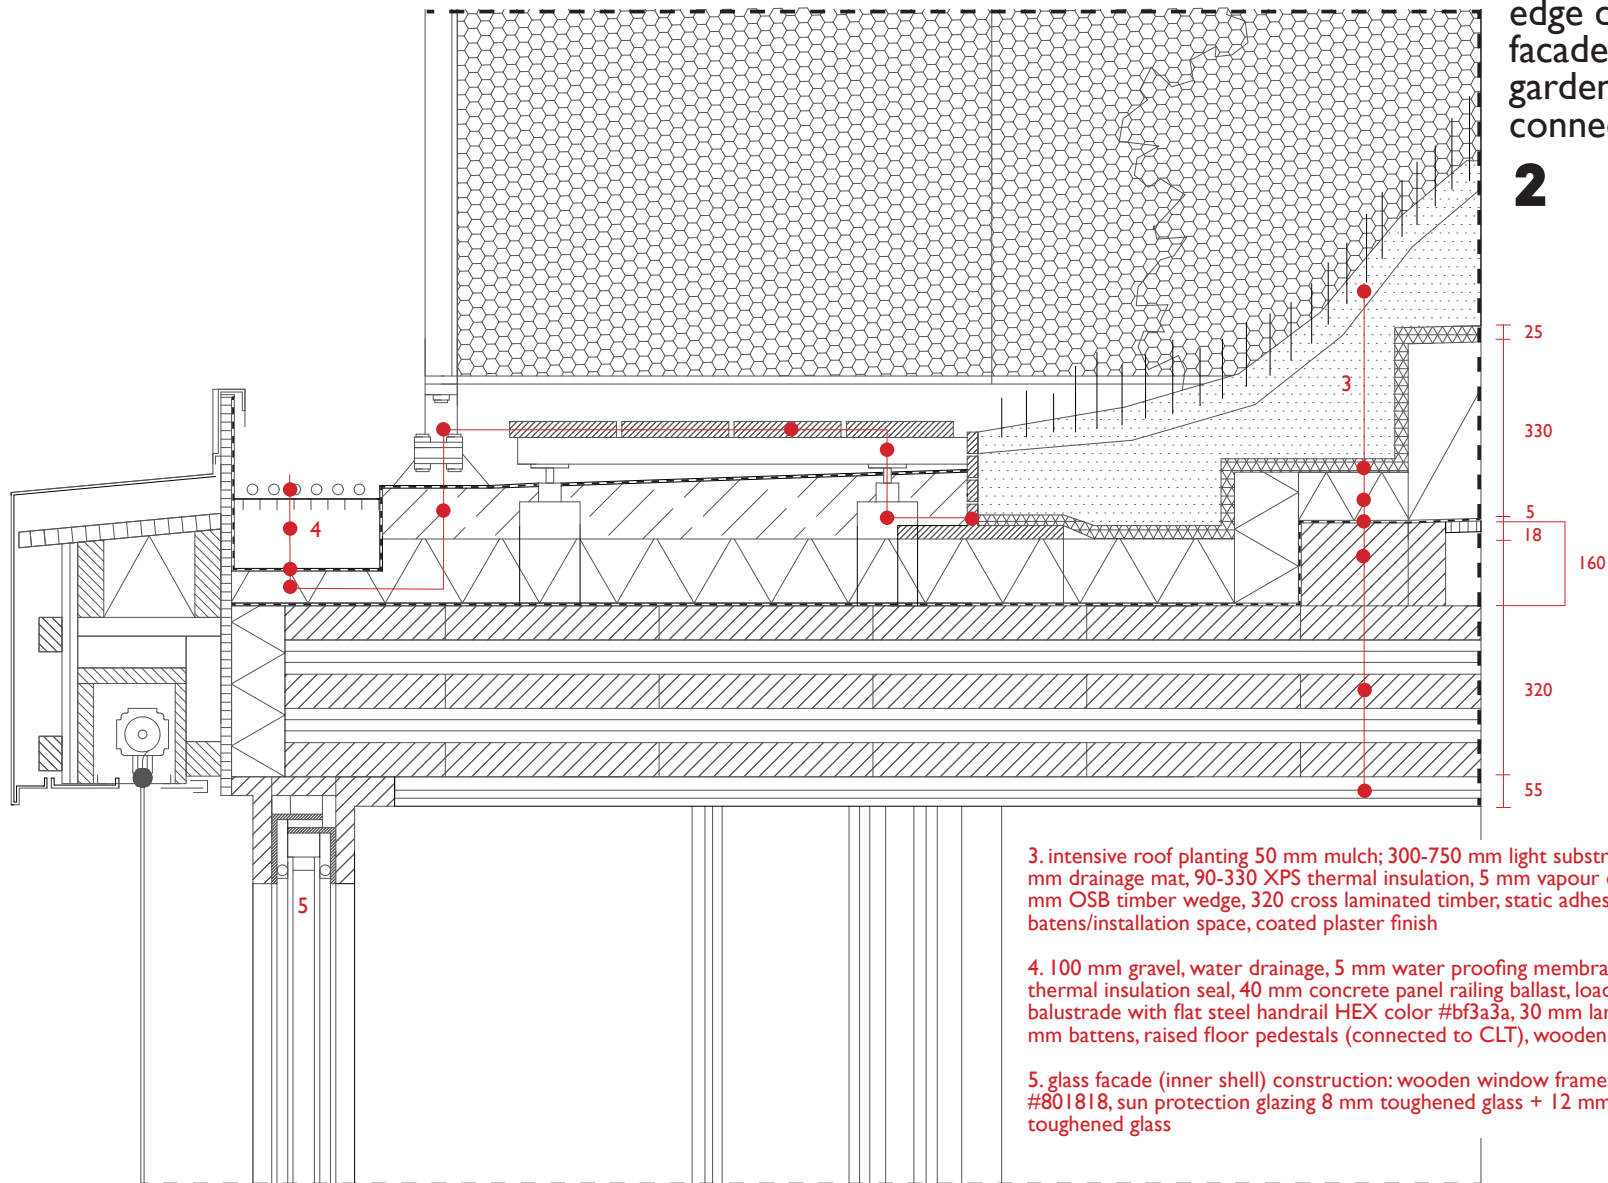 edge
facade
garden
2
25
3
330
5
18
4
160
320
55
3. intensive roof planting 50 mm mulch; 300-750 mm light
mm drainage mat, 90-330 XPS thermal insulation, 5 mm vapour
mm OSB timber wedge, 320 cross laminated timber, static
batens/installation space, coated plaster finish
5
4. 100 mm gravel, water drainage, 5 mm water proofing
thermal insulation seal, 40 mm concrete panel railing ballast,
balustrade with flat steel handrail HEX color #bf3a3a, 30 mm
mm battens, raised floor pedestals (connected to CLT), wooden
5. glass facade (inner shell) construction: wooden window
#801818, sun protection glazing 8 mm toughened glass + 12 mm
toughened glass